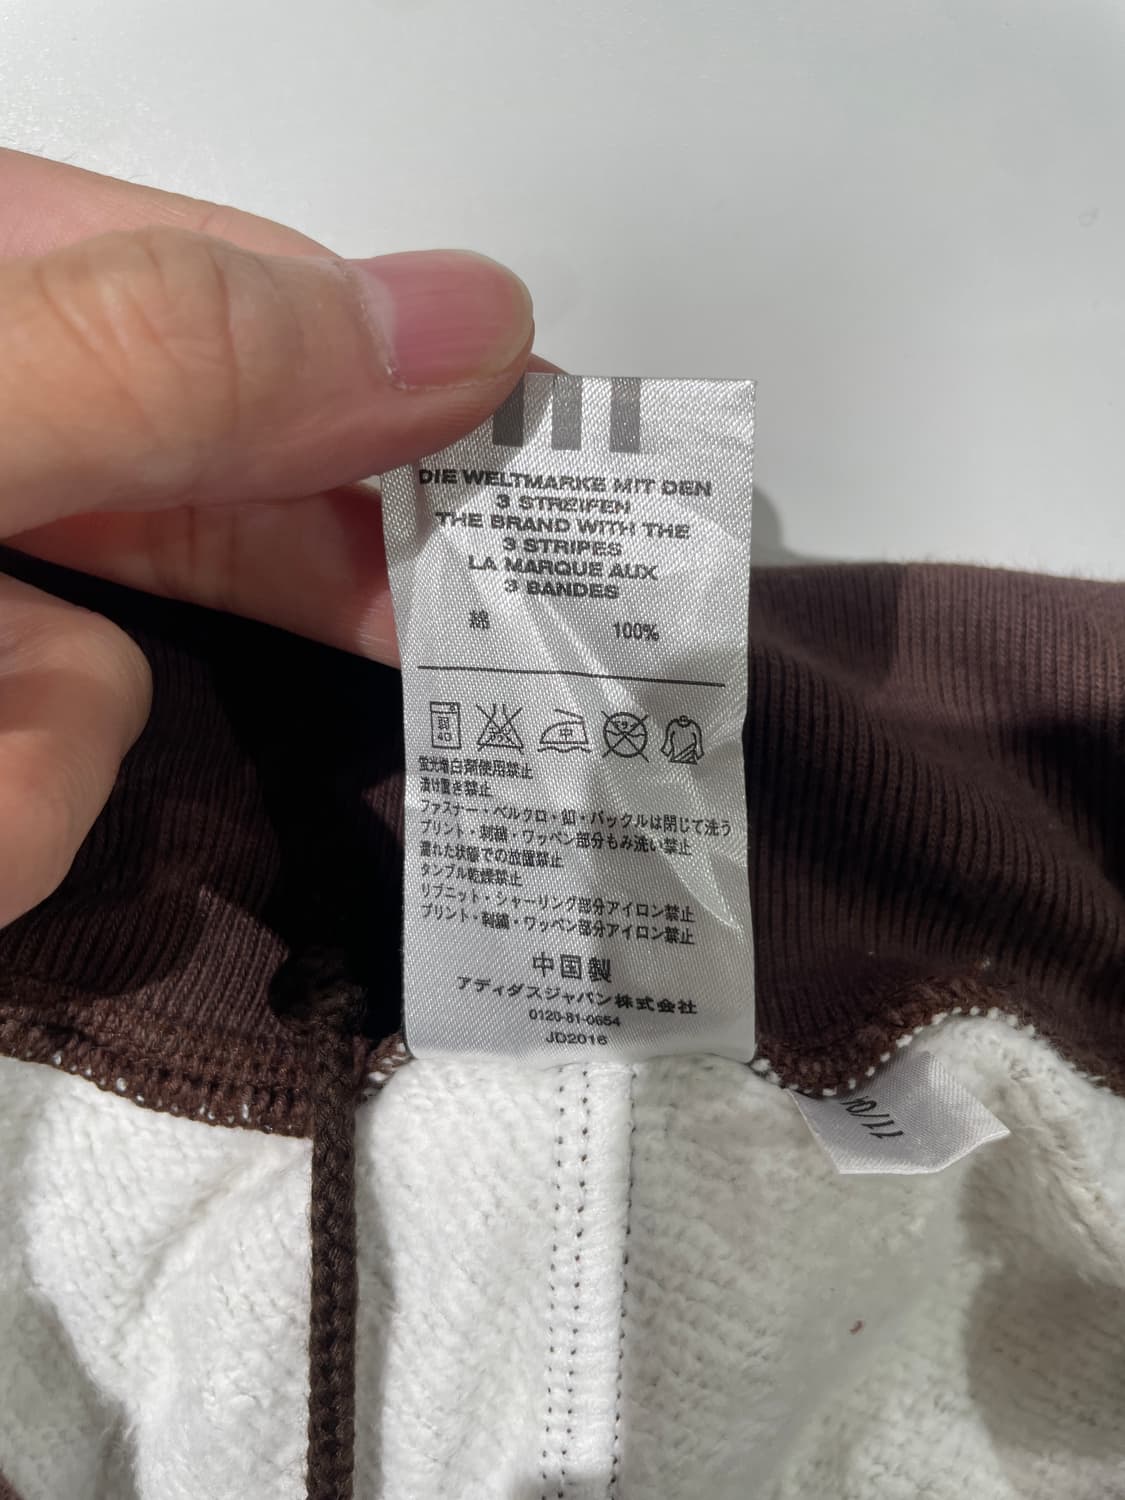 DIE WELTMARKE MIT DEN
3 STREIFEN
THE BRAND WITH THE
3 STRIPES
LA MARQUE AUX
3 BANDES
綿 100%
弱
40
中
蛍光増白剤使用禁止
漬け置き禁止
ファスナー・ベルクロ・釦・バックルは閉じて洗う
プリント・刺繍・ワッペン部分もみ洗い禁止
濡れた状態での放置禁止
タンブル乾燥禁止
リブニット・シャーリング部分アイロン禁止
プリント・刺繍・ワッペン部分アイロン禁止
中国製
アディダスジャパン株式会社
0120-81-0654
JD2016
11/04